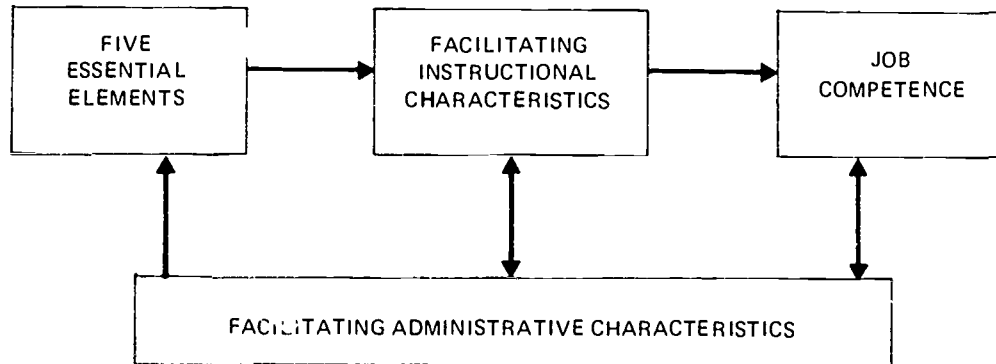 FIVE
ESSENTIAL
ELEMENTS
FACILITATING
INSTRUCTIONAL
CHARACTERISTICS
JOB
COMPETENCE
FACILITATING ADMINISTRATIVE CHARACTERISTICS